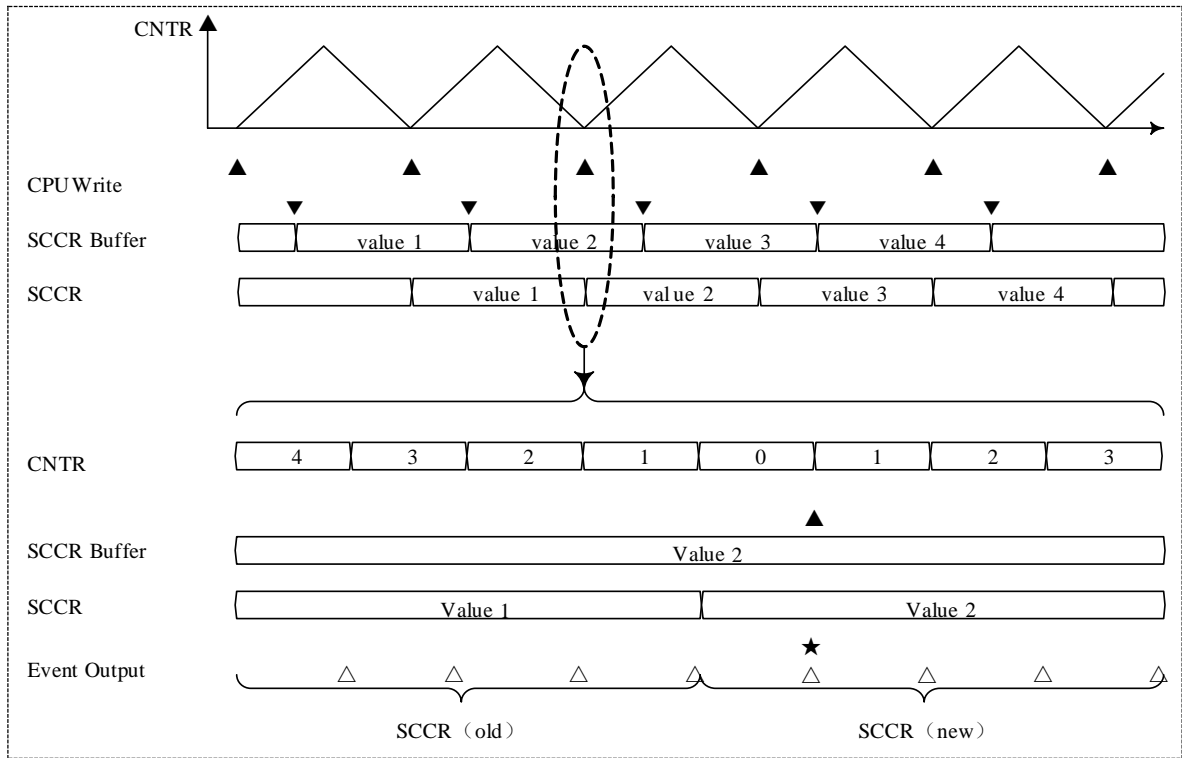 CNTR
CPU Write
SCCR Buffer value 1 value 2 value 3 value 4
SCCR value 1 value 2 value 3 value 4
CNTR 4 3 2 1 0 1 2 3
SCCR Buffer Value 2
SCCR Value 1 Value 2
Event Output
SCCR（old） SCCR（new）